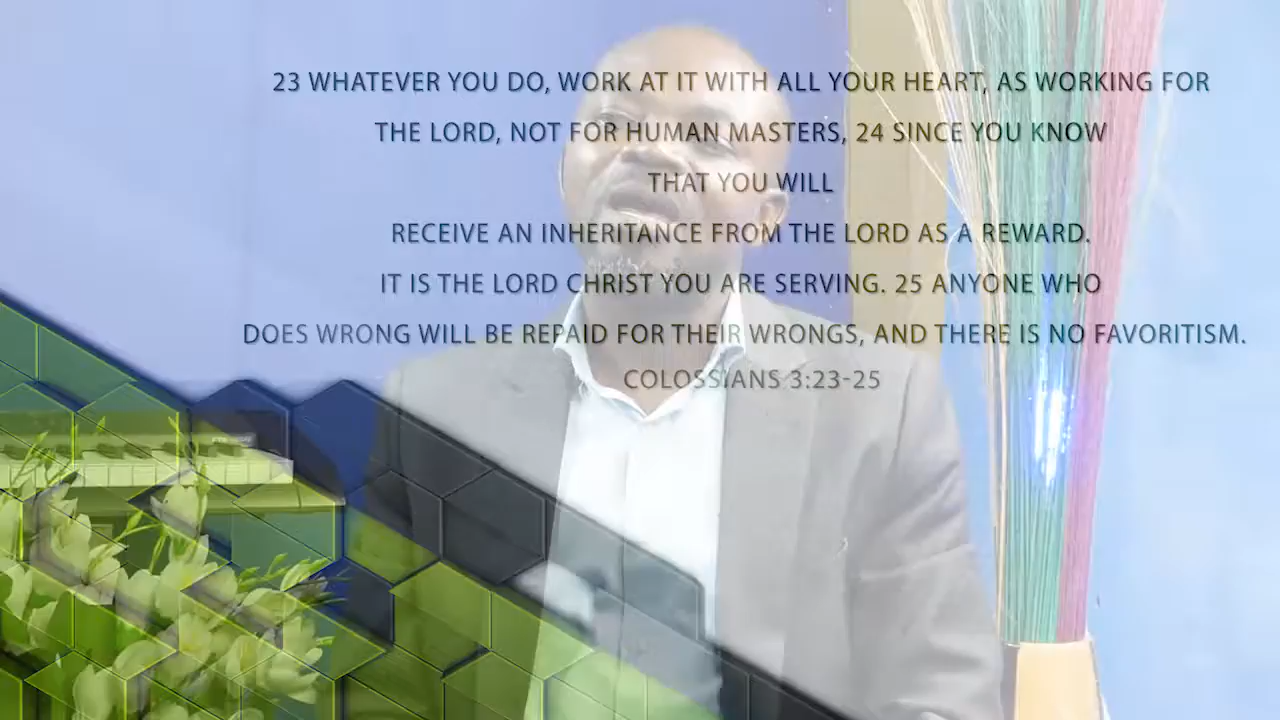 23 WHATEVER YOU DO, WORK AT IT WITH ALL YOUR HEART, AS WORKING FOR
THE LORD, NOT FOR HUMAN MASTERS, 24 SINCE YOU KNOW
THAT YOU WILL
RECEIVE AN INHERITANCE FROM THE LORD AS A REWARD.
IT IS THE LORD CHRIST YOU ARE SERVING. 25 ANYONE WHO
DOES WRONG WILL BE REPAID FOR THEIR WRONGS, AND THERE IS NO FAVORITISM.
COLOSSIANS 3:23-25